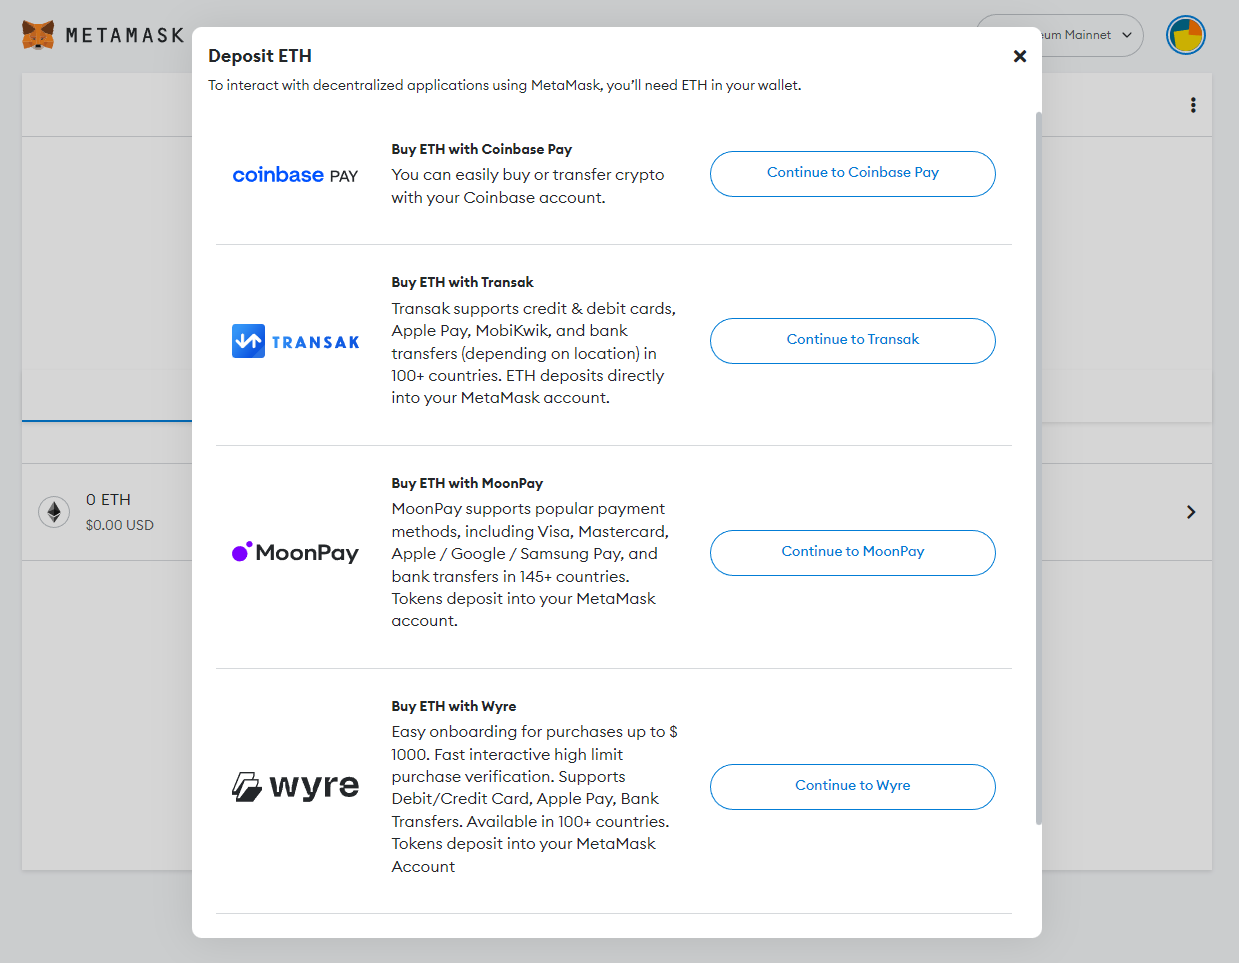 METAMASK
um Mainnet
Deposit ETH
To interact with decentralized applications using MetaMask, you’ll need ETH in your wallet.
coinbase PAY
Buy ETH with Coinbase Pay
You can easily buy or transfer crypto
with your Coinbase account.
Continue to Coinbase Pay
TRANSAK
Buy ETH with Transak
Transak supports credit & debit cards,
Apple Pay, MobiKwik, and bank
transfers (depending on location) in
100+ countries. ETH deposits directly
into your MetaMask account.
Continue to Transak
0 ETH
$0.00 USD
MoonPay
Buy ETH with MoonPay
MoonPay supports popular payment
methods, including Visa, Mastercard,
Apple / Google / Samsung Pay, and
bank transfers in 145+ countries.
Tokens deposit into your MetaMask
account.
Continue to MoonPay
wyre
Buy ETH with Wyre
Easy onboarding for purchases up to $
1000. Fast interactive high limit
purchase verification. Supports
Debit/Credit Card, Apple Pay, Bank
Transfers. Available in 100+ countries.
Tokens deposit into your MetaMask
Account
Continue to Wyre